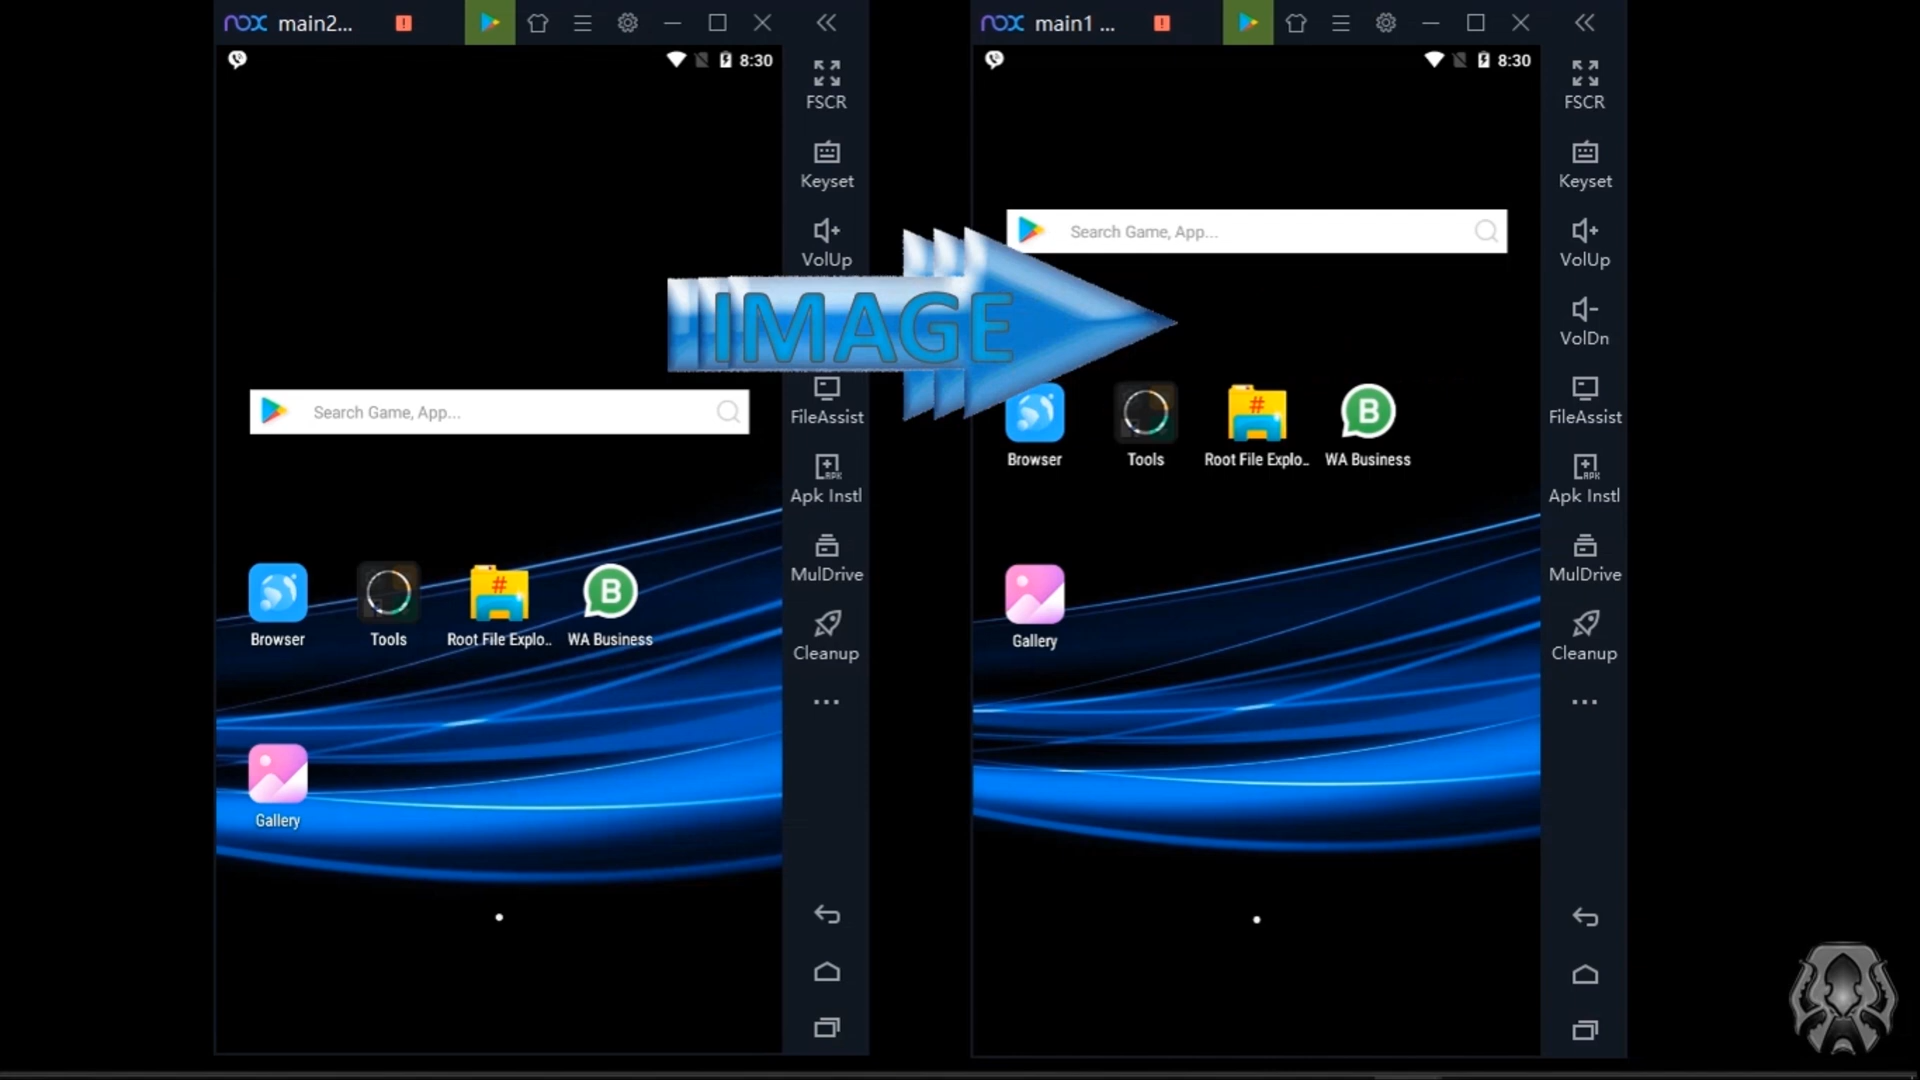 nox main2...
8:30
FSCR
Keyset
VolUp
Search Game, App...
FileAssist
Apk Instl
MulDrive
Cleanup
Browser
Tools
Root File Explo..
WA Business
B
#
Gallery
IMAGE
nox main1 ...
8:30
FSCR
Keyset
VolUp
VolDn
Search Game, App...
FileAssist
Apk Instl
MulDrive
Cleanup
Browser
Tools
Root File Explo..
WA Business
B
#
Gallery